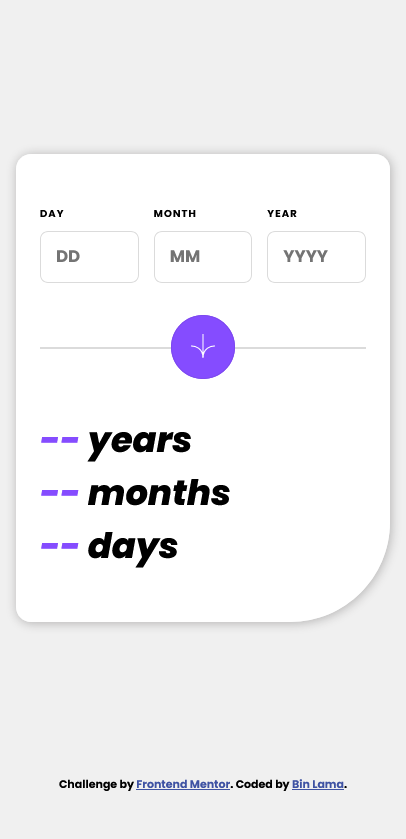 DAY MONTH YEAR
DD MM YYYY
-- years
-- months
-- days
Challenge by Frontend Mentor. Coded by Bin Lama.